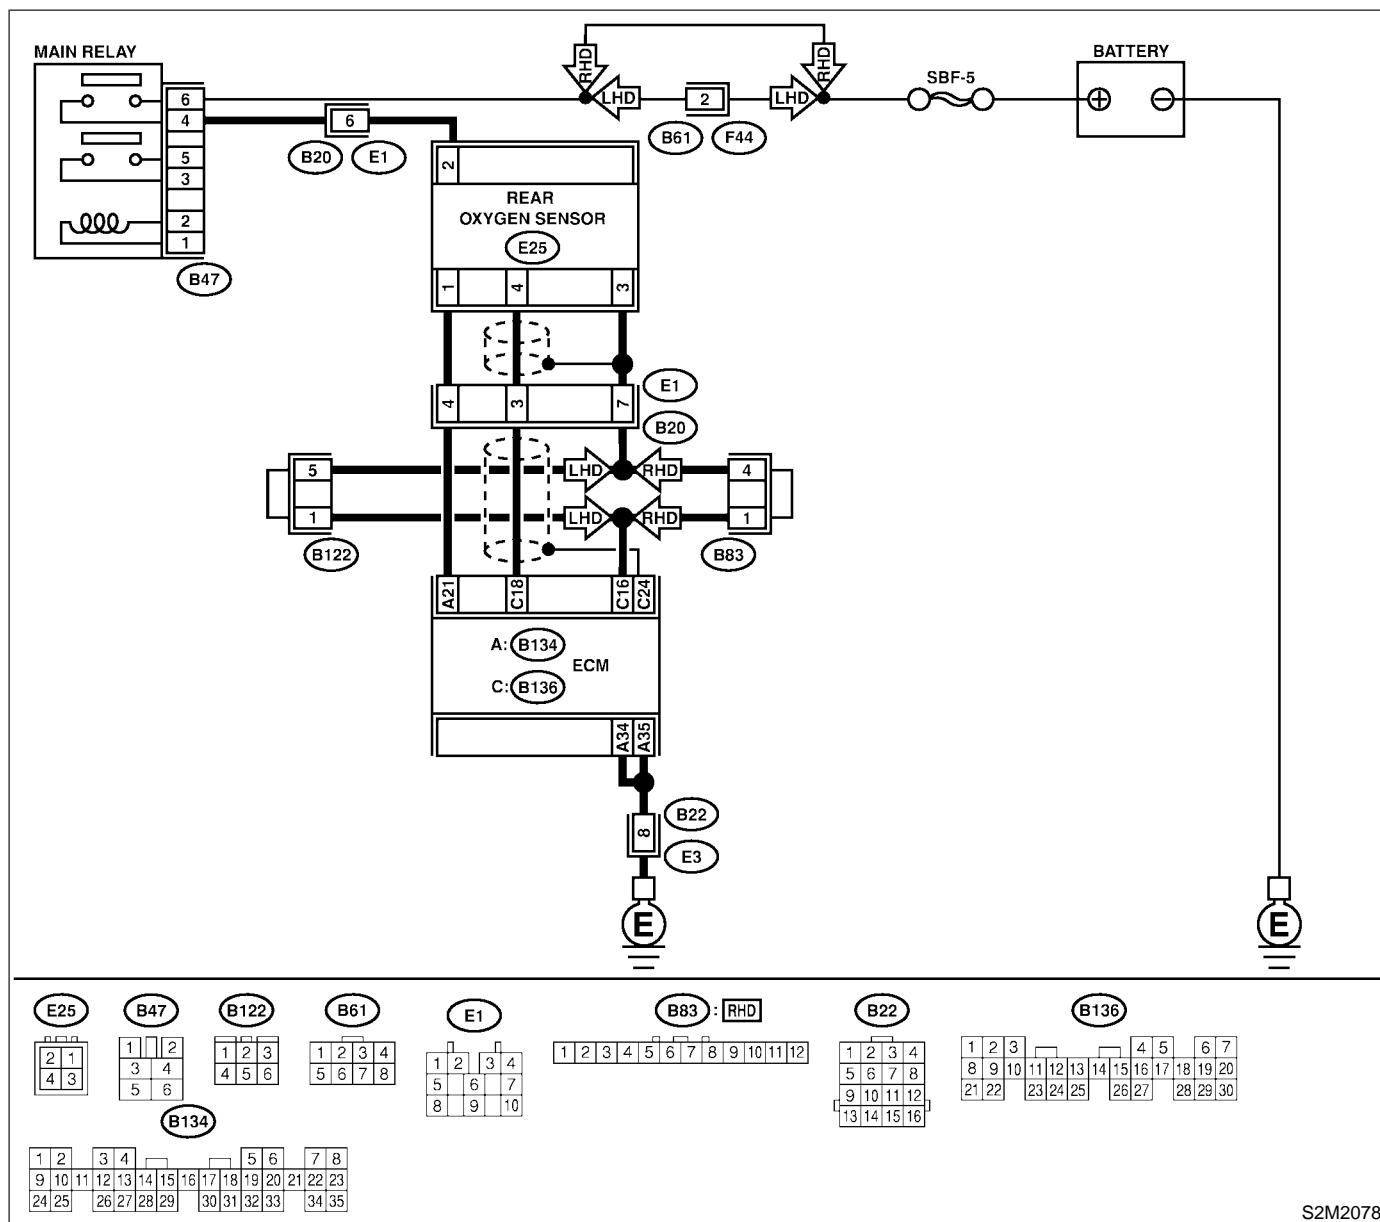 MAIN RELAY
BATTERY
SBF-5
RHD RHD
LHD 2 LHD
6
4
5
3
2
1
B47
6
B20 E1
B61 F44
2
REAR
OXYGEN SENSOR
E25
1 4 3
E1
4 3 7
B20
5 LHD RHD 4
1 LHD RHD 1
B122 B83
A21 C18 C16 C24
A: B134
ECM
C: B136
A34 A35
B22
8
E3
E E
E25 B47 B122 B61 E1 B83 : RHD B22 B136
2 1
4 3
1 2
3 4
5 6
1 2 3
4 5 6
1 2 3 4
5 6 7 8
1 2 3 4
5 6 7
8 9 10
1 2 3 4 5 6 7 8 9 10 11 12
1 2 3 4
5 6 7 8
9 10 11 12
13 14 15 16
1 2 3 4 5 6 7
8 9 10 11 12 13 14 15 16 17 18 19 20
21 22 23 24 25 26 27 28 29 30
B134
1 2 3 4 5 6 7 8
9 10 11 12 13 14 15 16 17 18 19 20 21 22 23
24 25 26 27 28 29 30 31 32 33 34 35
S2M2078